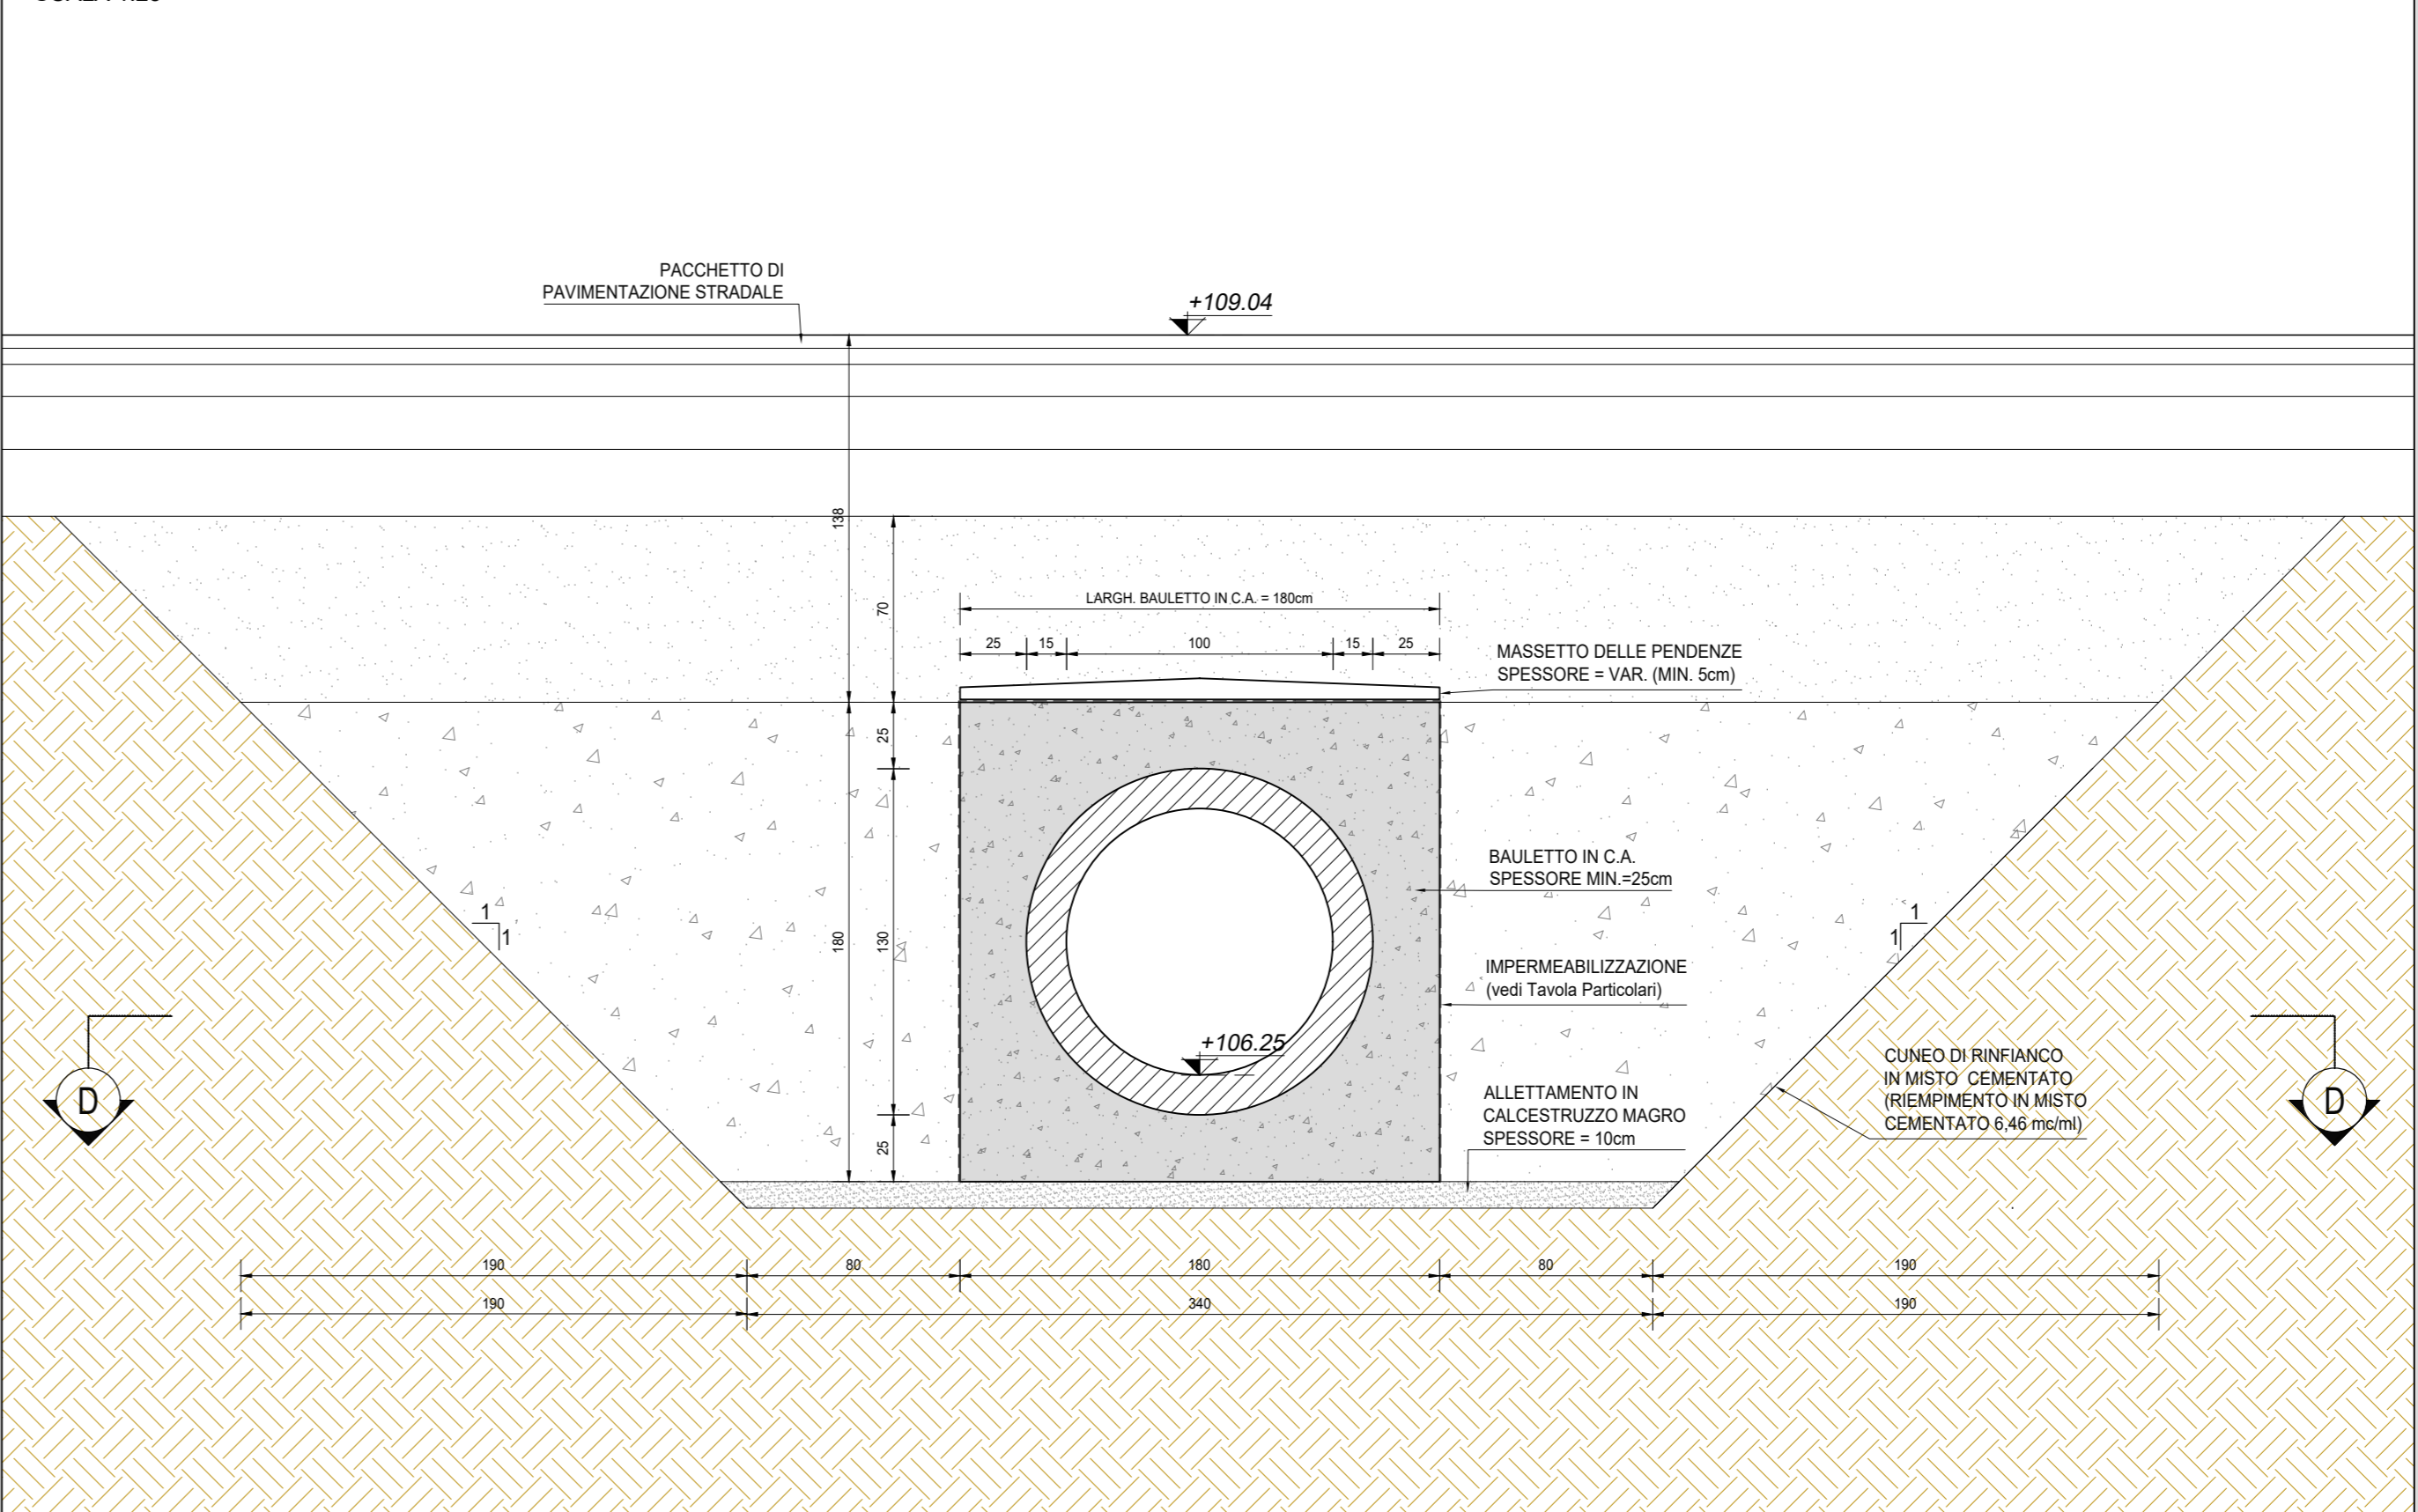 PACCHETTO DI
PAVIMENTAZIONE STRADALE
+109.04
138
70
LARGH. BAULETTO IN C.A. = 180cm
25 15 100 15 25
MASSETTO DELLE PENDENZE
SPESSORE = VAR. (MIN. 5cm)
25
BAULETTO IN C.A.
SPESSORE MIN.=25cm
1
1
1
1
180
130
IMPERMEABILIZZAZIONE
(vedi Tavola Particolari)
+106.25
CUNEO DI RINFIANCO
IN MISTO CEMENTATO
(RIEMPIMENTO IN MISTO
CEMENTATO 6,46 mc/ml)
ALLETTAMENTO IN
CALCESTRUZZO MAGRO
SPESSORE = 10cm
D
D
25
190 80 180 80 190
190 340 190